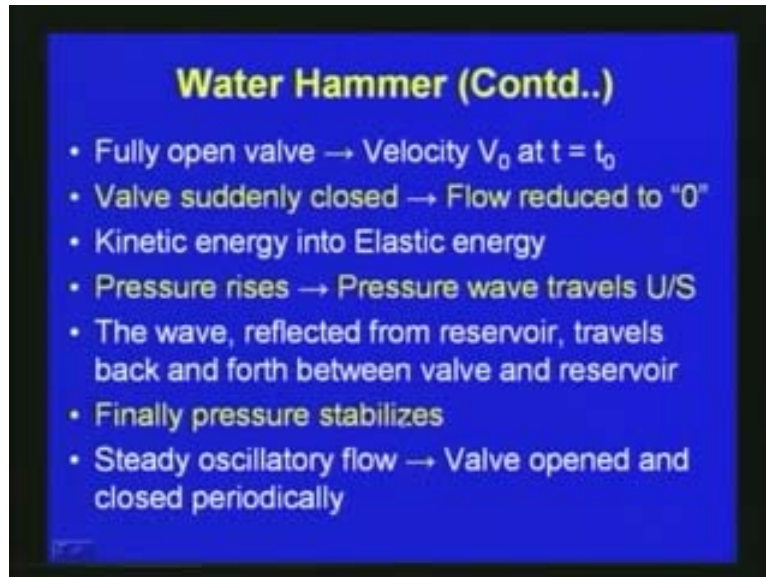 Water Hammer (Contd..)
• Fully open valve → Velocity V₀ at t = t₀
• Valve suddenly closed → Flow reduced to “0”
• Kinetic energy into Elastic energy
• Pressure rises → Pressure wave travels U/S
• The wave, reflected from reservoir, travels
back and forth between valve and reservoir
• Finally pressure stabilizes
• Steady oscillatory flow → Valve opened and
closed periodically